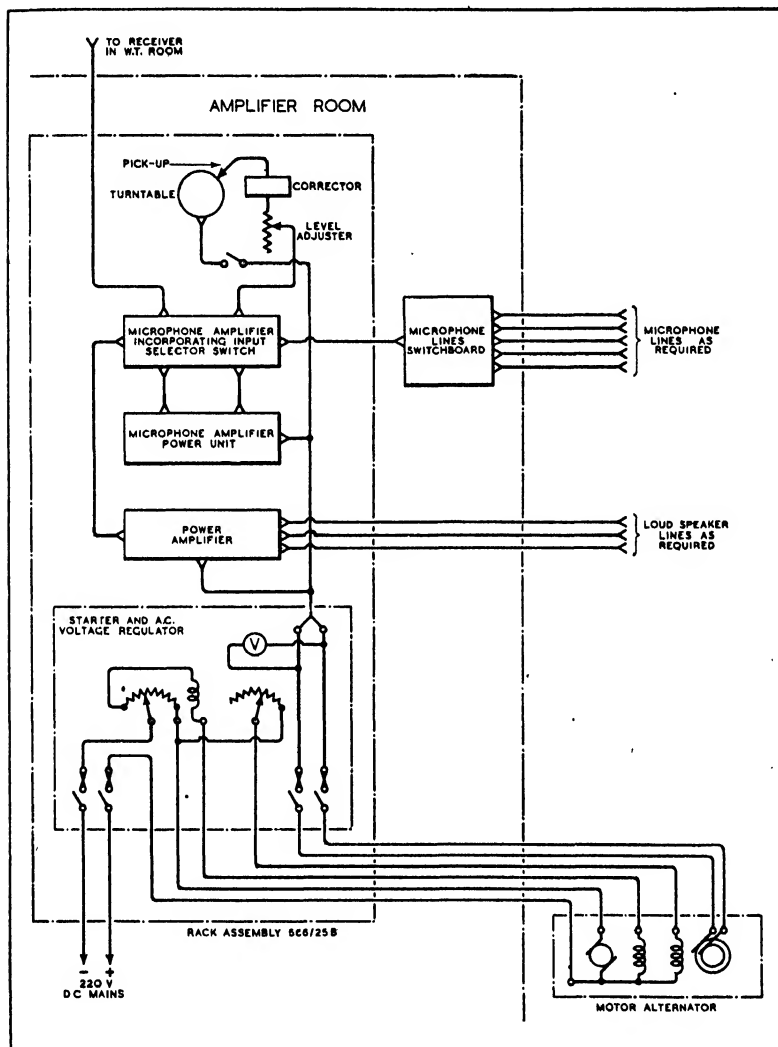 TO RECEIVER
IN W.T. ROOM
AMPLIFIER ROOM
PICK-UP
TURNTABLE
CORRECTOR
LEVEL
ADJUSTER
MICROPHONE AMPLIFIER
INCORPORATING INPUT
SELECTOR SWITCH
MICROPHONE
LINES
SWITCHBOARD
MICROPHONE
LINES AS
REQUIRED
MICROPHONE AMPLIFIER
POWER UNIT
POWER
AMPLIFIER
LOUD SPEAKER
LINES AS
REQUIRED
STARTER AND A.C.
VOLTAGE REGULATOR
V
RACK ASSEMBLY
- +
220 V
DC MAINS
MOTOR ALTERNATOR